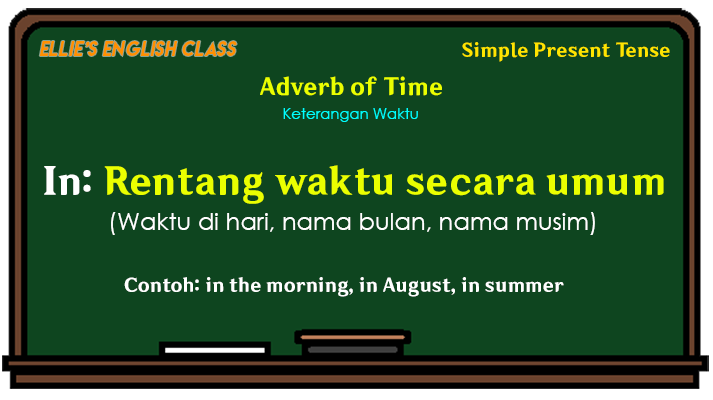 ELLIE'S ENGLISH CLASS
Simple Present Tense
Adverb of Time
Keterangan Waktu
In: Rentang waktu secara umum
(Waktu di hari, nama bulan, nama musim)
Contoh: in the morning, in August, in summer